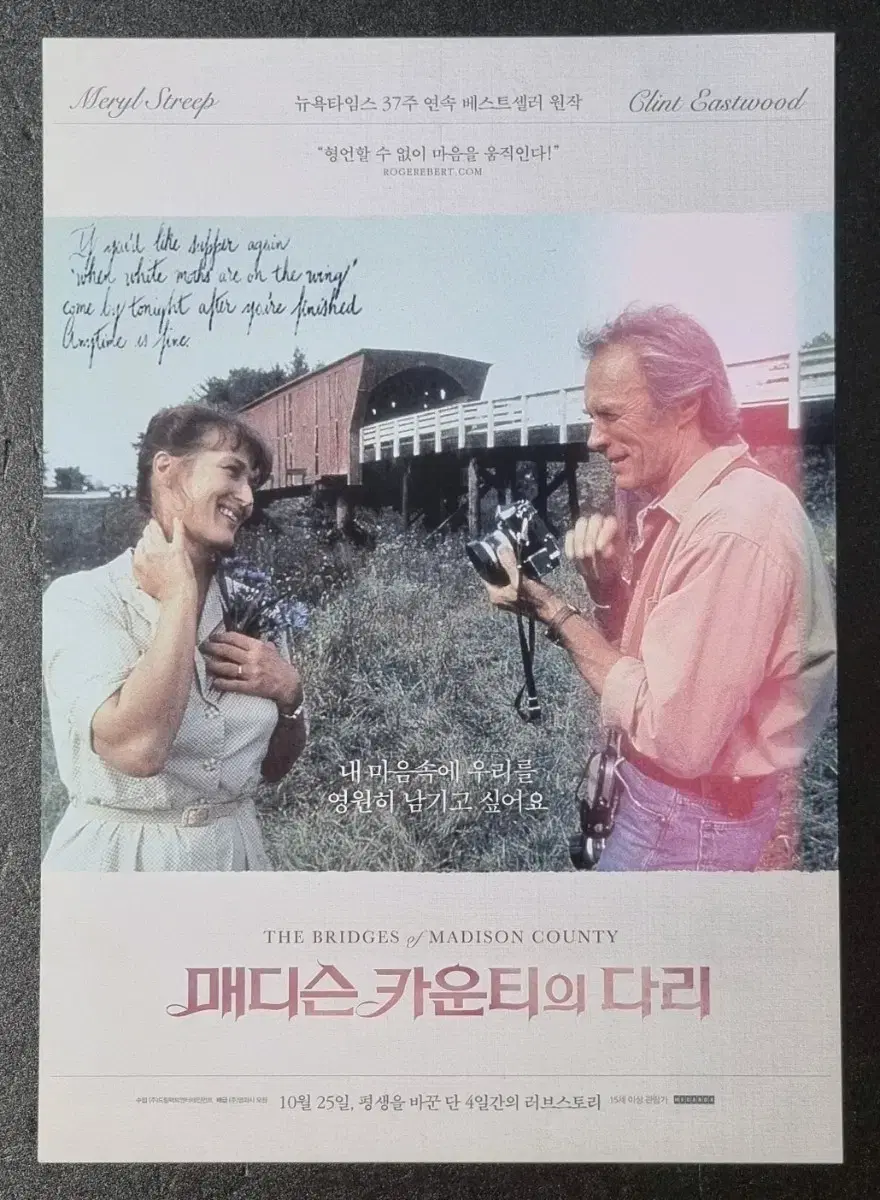 Meryl Streep
뉴욕타임스 37주 연속 베스트셀러 원작
Clint Eastwood
“형언할 수 없이 마음을 움직인다!”
ROGEREBERT.COM
If you'd like supper again
"when white moths are on the wing"
come by tonight after you're finished
Anytime is fine.
내 마음속에 우리를
영원히 남기고 싶어요
THE BRIDGES of MADISON COUNTY
매디슨 카운티의 다리
10월 25일, 평생을 바꾼 단 4일간의 러브스토리
15세 이상 관람가